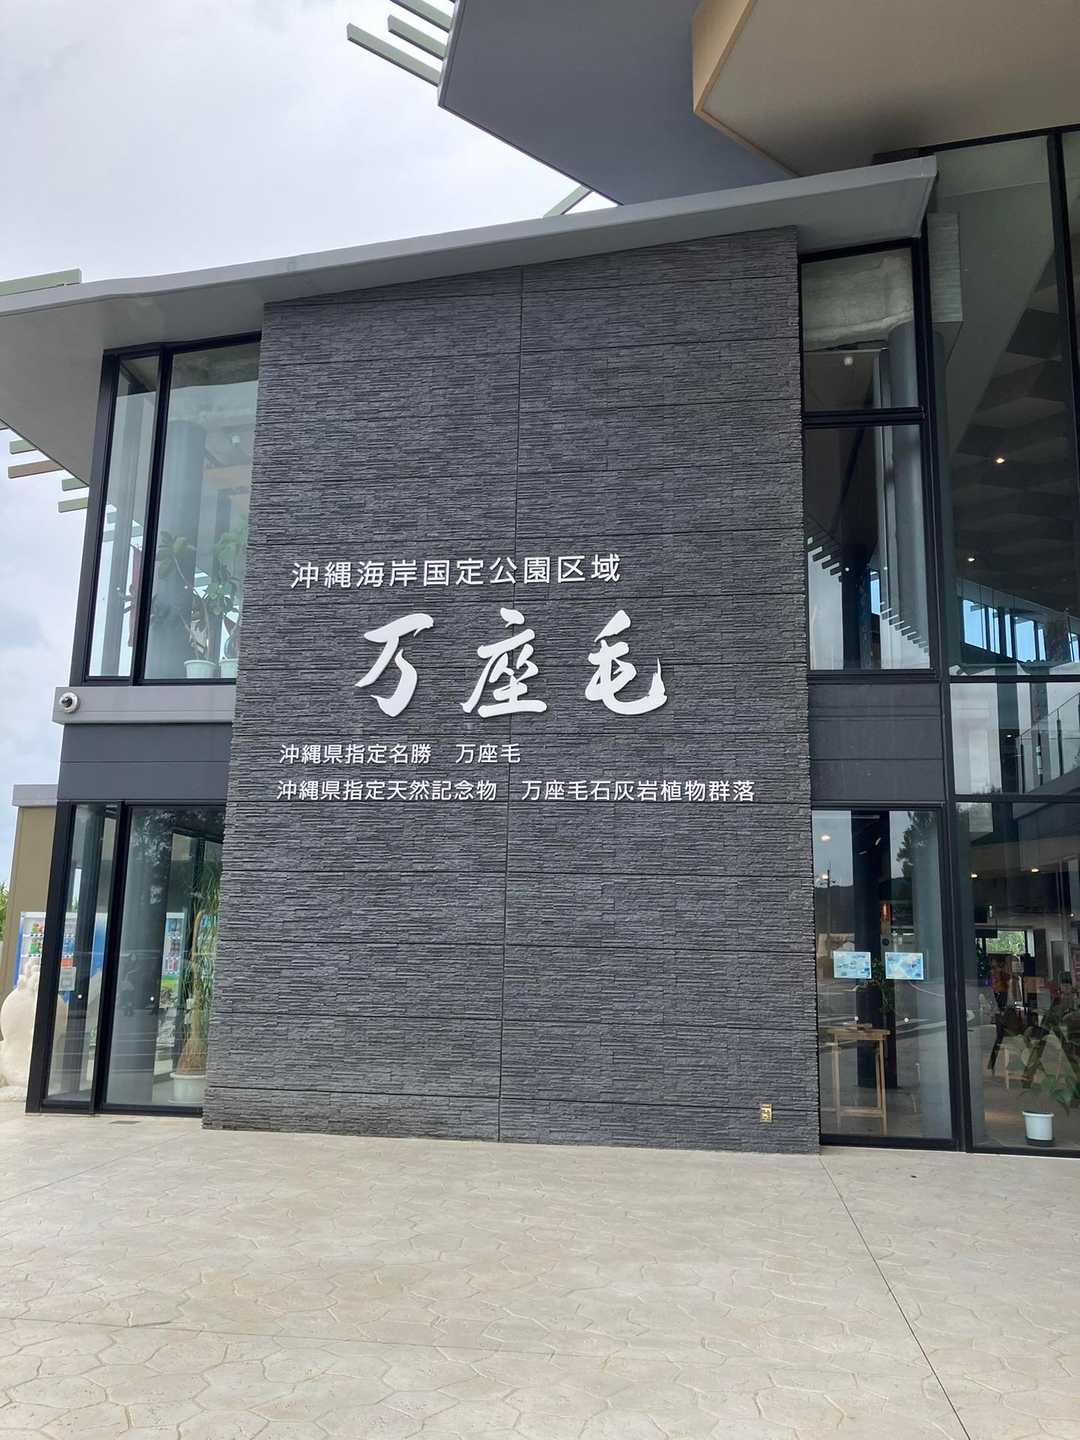 沖縄海岸国定公園区域
万座毛
沖縄県指定名勝　万座毛
沖縄県指定天然記念物　万座毛石灰岩植物群落